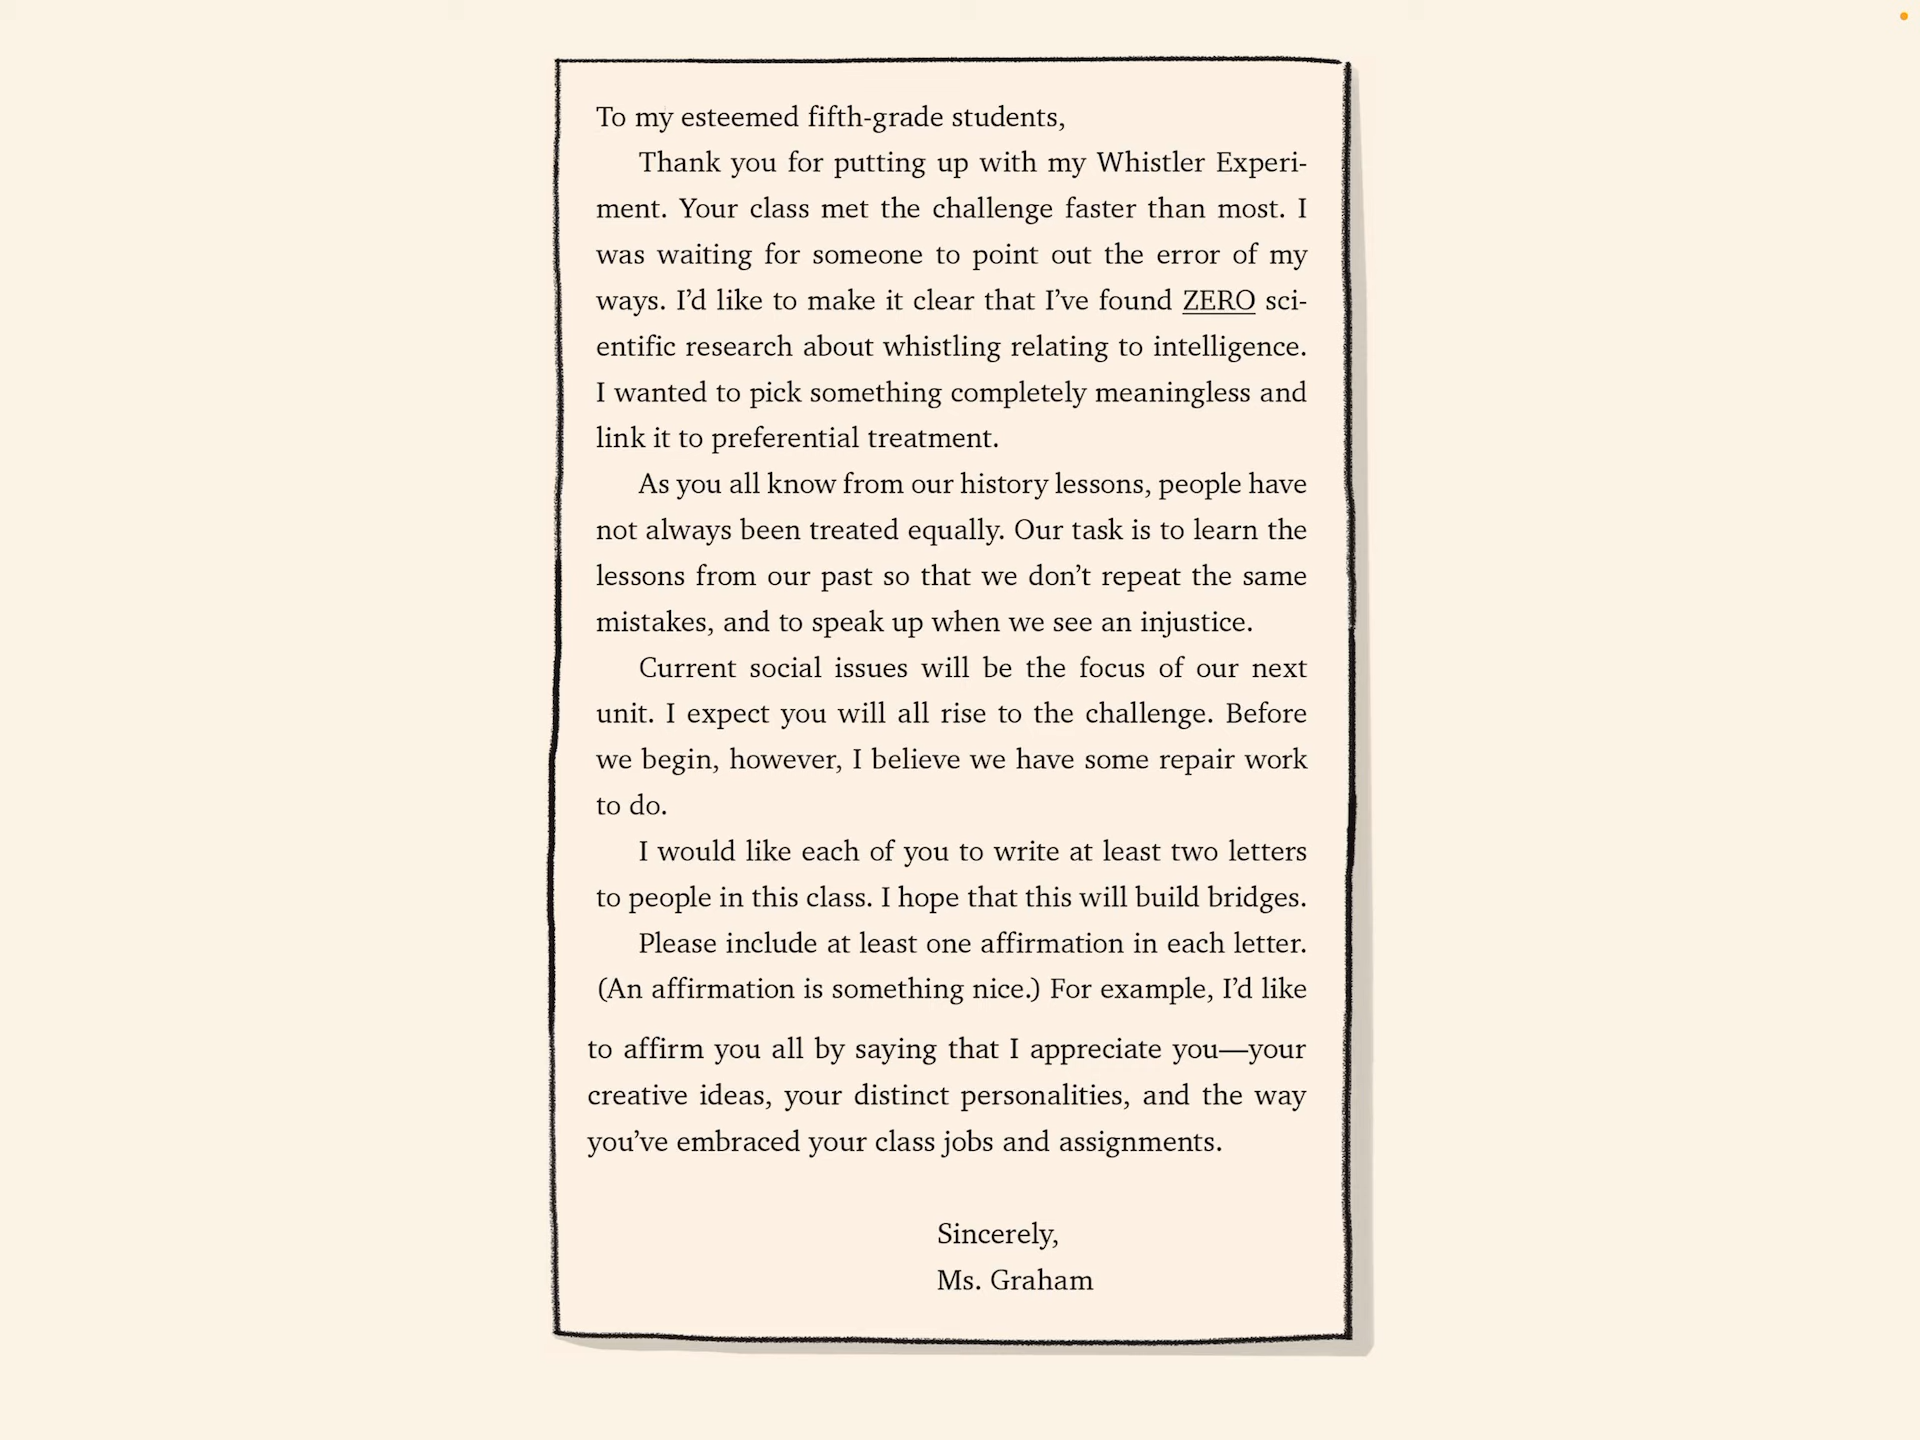 To my esteemed fifth-grade students,
Thank you for putting up with my Whistler Experi-
ment. Your class met the challenge faster than most. I
was waiting for someone to point out the error of my
ways. I’d like to make it clear that I’ve found ZERO sci-
entific research about whistling relating to intelligence.
I wanted to pick something completely meaningless and
link it to preferential treatment.
As you all know from our history lessons, people have
not always been treated equally. Our task is to learn the
lessons from our past so that we don’t repeat the same
mistakes, and to speak up when we see an injustice.
Current social issues will be the focus of our next
unit. I expect you will all rise to the challenge. Before
we begin, however, I believe we have some repair work
to do.
I would like each of you to write at least two letters
to people in this class. I hope that this will build bridges.
Please include at least one affirmation in each letter.
(An affirmation is something nice.) For example, I’d like
to affirm you all by saying that I appreciate you—your
creative ideas, your distinct personalities, and the way
you’ve embraced your class jobs and assignments.
Sincerely,
Ms. Graham